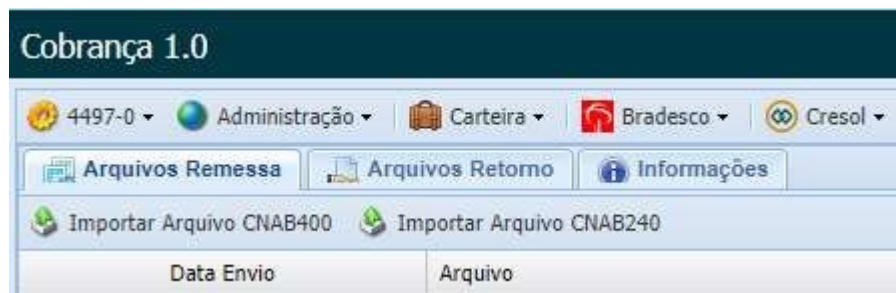 Cobrança 1.0
4497-0 Administração Carteira Bradesco Cresol
Arquivos Remessa Arquivos Retorno Informações
Importar Arquivo CNAB400 Importar Arquivo CNAB240
Data Envio Arquivo